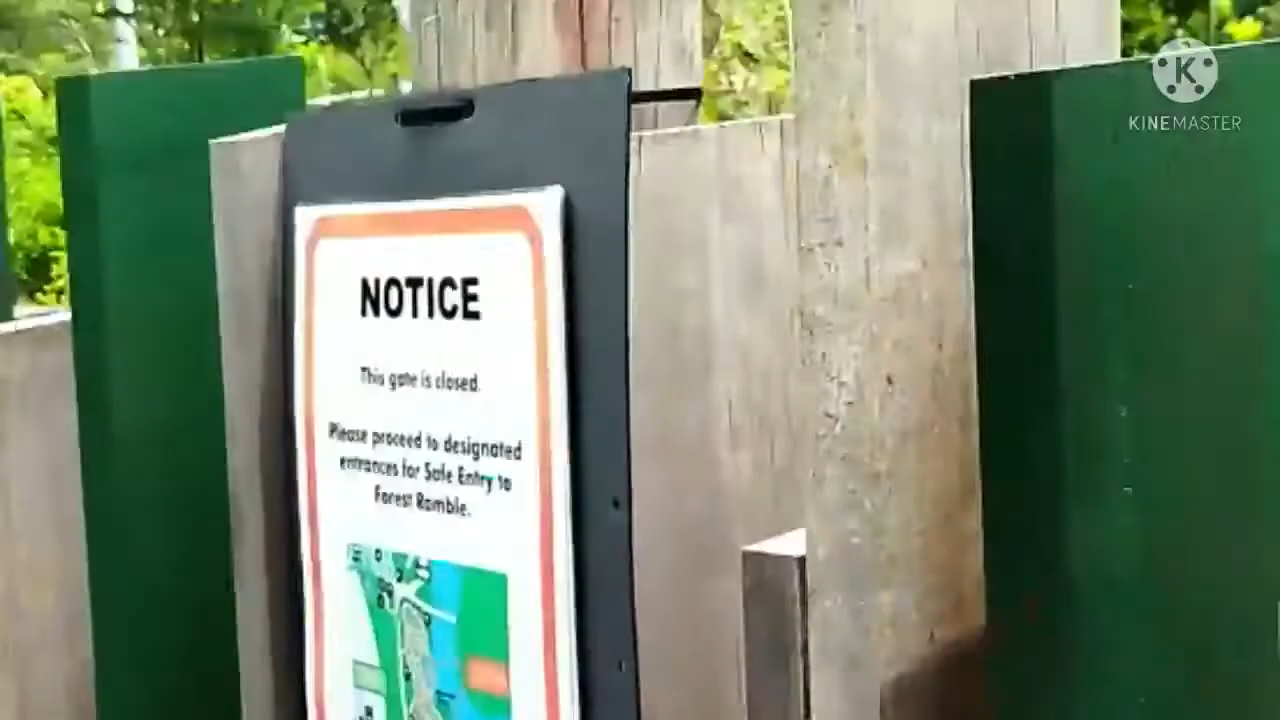 K
KINEMASTER
NOTICE
This gate is closed.
Please proceed to designated
entrances for Safe Entry to
Forest Ramble.